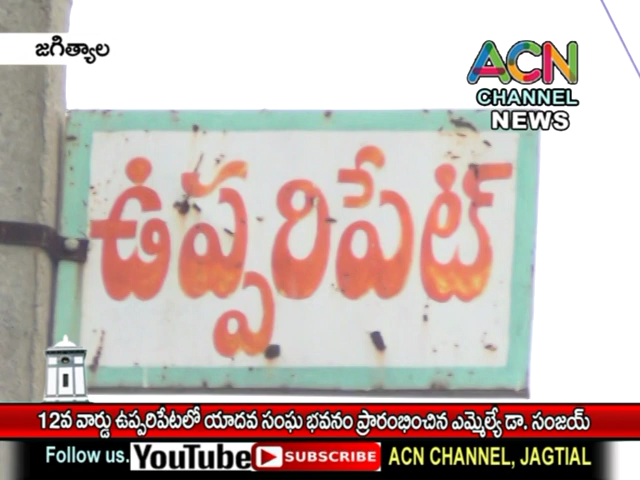 జగిత్యాల
ACN
CHANNEL
NEWS
ఉప్పరిపేట్
12వ వార్డు ఉప్పరిపేటలో యాదవ సంఘ భవనం ప్రారంభించిన ఎమ్మెల్యే డా. సంజయ్
Follow us. YouTube SUBSCRIBE ACN CHANNEL, JAGTIAL